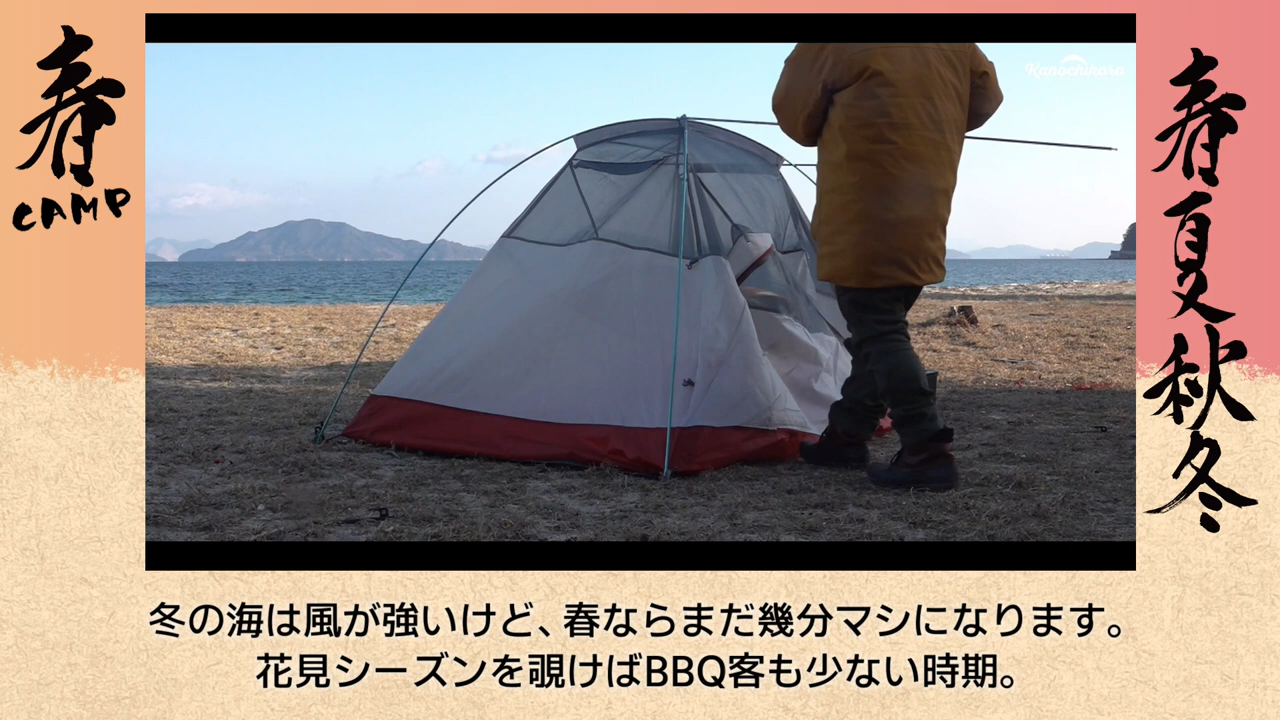 春
CAMP
Kanochihara
春夏秋冬
冬の海は風が強いけど、春ならまだ幾分マシになります。
花見シーズンを覗けばBBQ客も少ない時期。